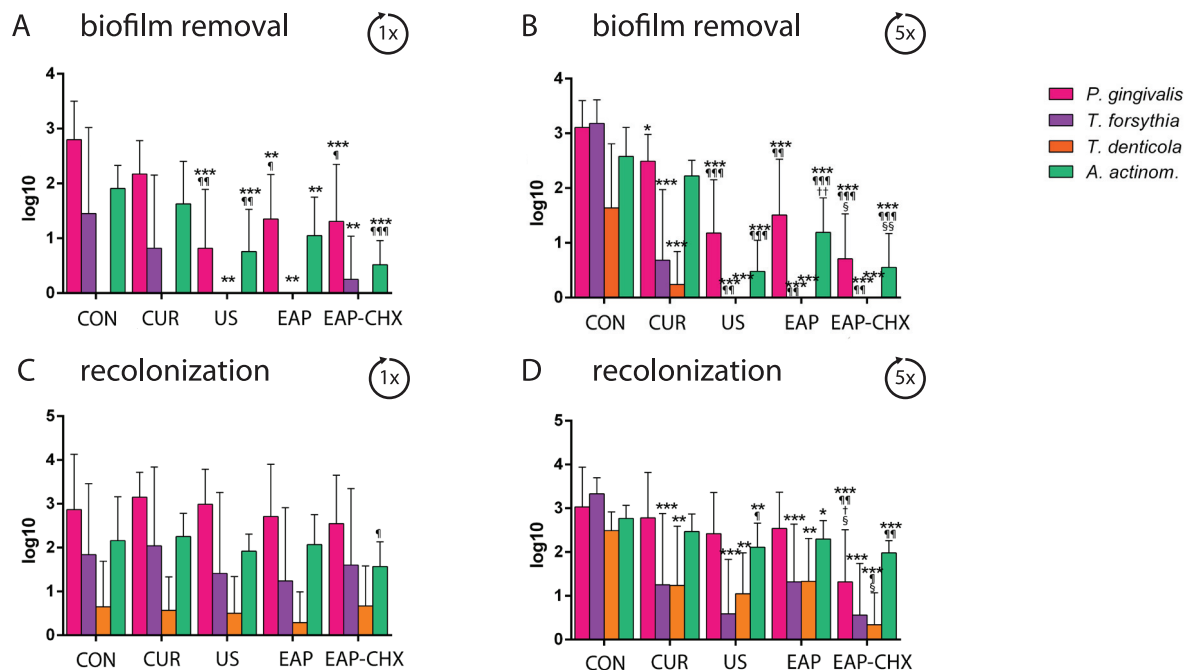 A biofilm removal 1x
4
3
2
1
0
log10
*** ¶¶
** ¶
*** ¶
*** ¶¶
**
**
**
**
*** ¶¶¶
CON CUR US EAP EAP-CHX
B biofilm removal 5x
4
3
2
1
0
log10
*
***
***
*** ¶¶¶
*** ¶¶
***
*** ¶¶¶
*** ¶¶
*** ¶¶
***
*** ¶¶¶ ††
*** ¶¶¶ §
*** ¶¶
***
*** ¶¶¶ §§
CON CUR US EAP EAP-CHX
P. gingivalis
T. forsythia
T. denticola
A. actinom.
C recolonization 1x
5
4
3
2
1
0
log10
¶
CON CUR US EAP EAP-CHX
D recolonization 5x
5
4
3
2
1
0
log10
***
**
***
**
** ¶
***
**
*
*** ¶¶ † §
***
*** ¶ §
*** ¶¶
CON CUR US EAP EAP-CHX